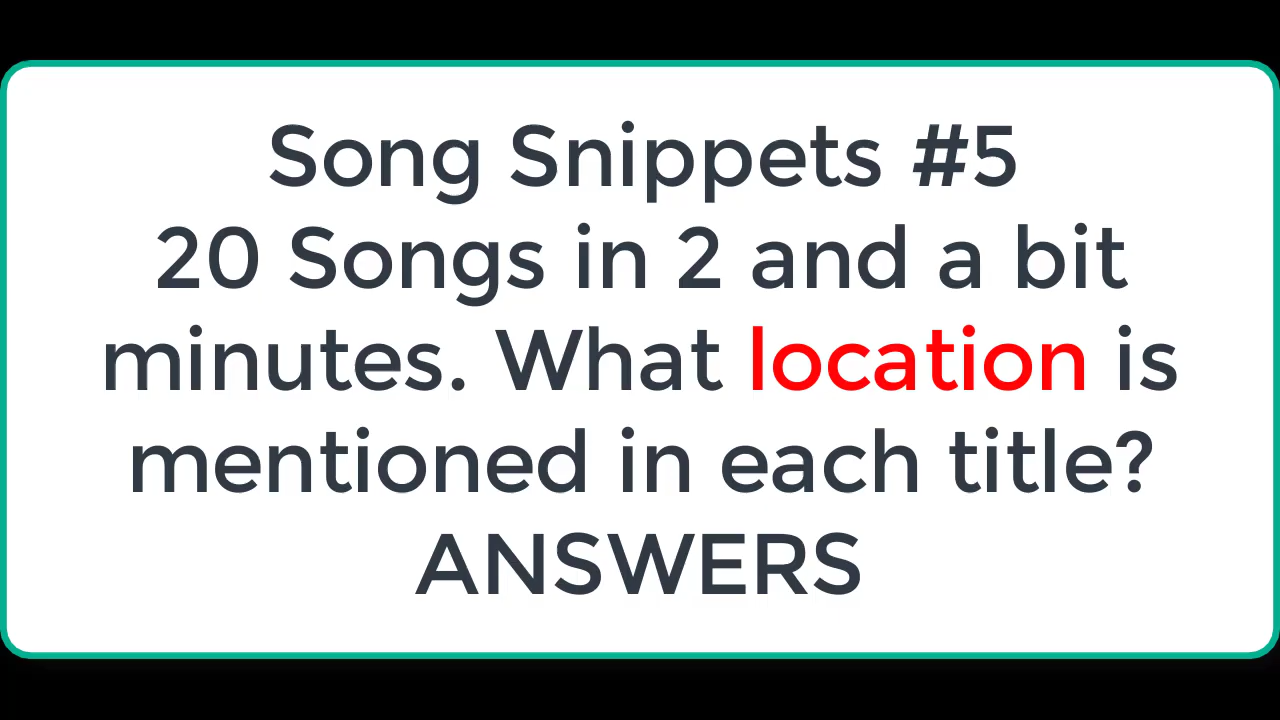 Song Snippets #5
20 Songs in 2 and a bit
minutes. What location is
mentioned in each title?
ANSWERS